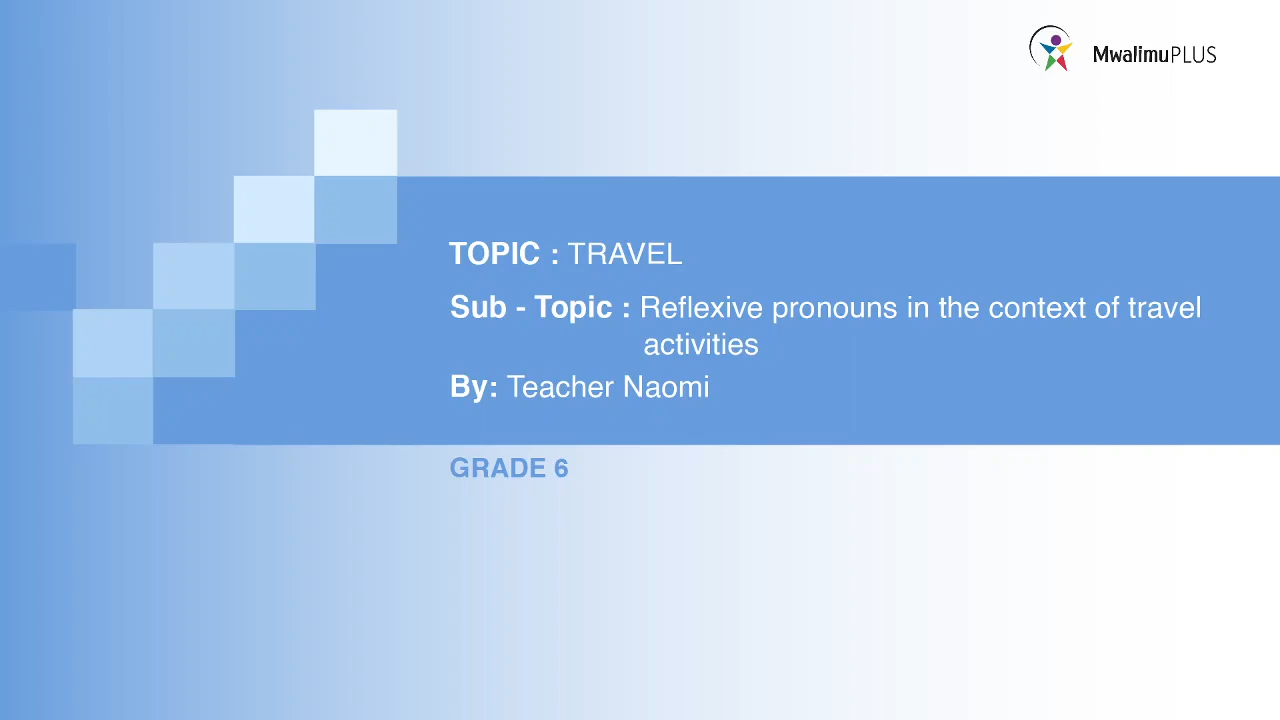 MwalimuPLUS
TOPIC : TRAVEL
Sub - Topic : Reflexive pronouns in the context of travel
activities
By: Teacher Naomi
GRADE 6